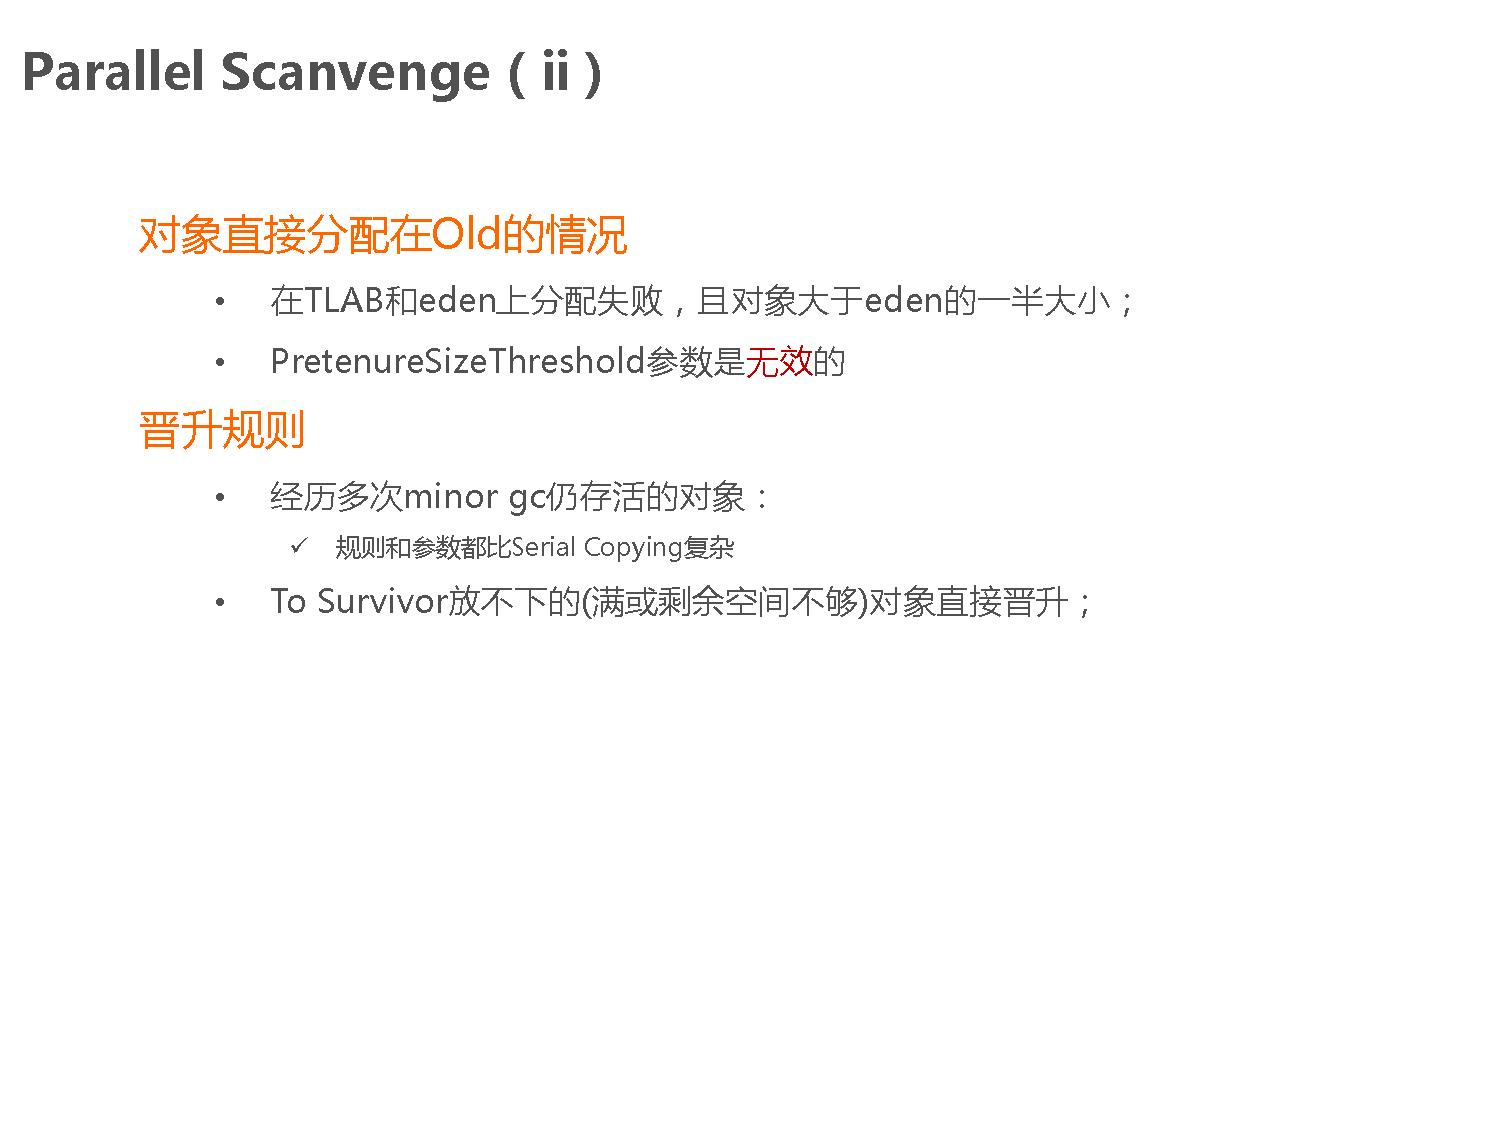 Parallel Scanvenge（ii）
对象直接分配在Old的情况
• 在TLAB和eden上分配失败，且对象大于eden的一半大小；
• PretenureSizeThreshold参数是无效的
晋升规则
• 经历多次minor gc仍存活的对象：
✓ 规则和参数都比Serial Copying复杂
• To Survivor放不下的(满或剩余空间不够)对象直接晋升；